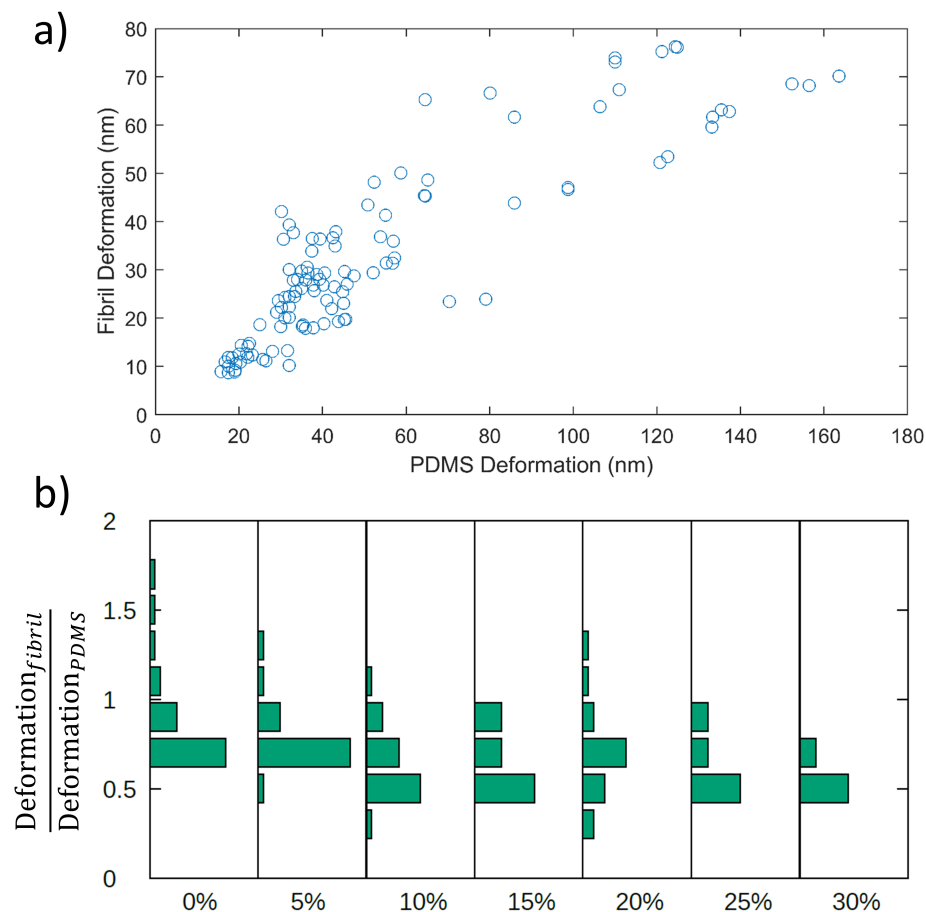 a)
80
70
60
50
40
30
20
10
0
Fibril Deformation (nm)
0 20 40 60 80 100 120 140 160 180
PDMS Deformation (nm)
b)
2
1.5
1
0.5
0
Deformation_fibril
Deformation_PDMS
0% 5% 10% 15% 20% 25% 30%